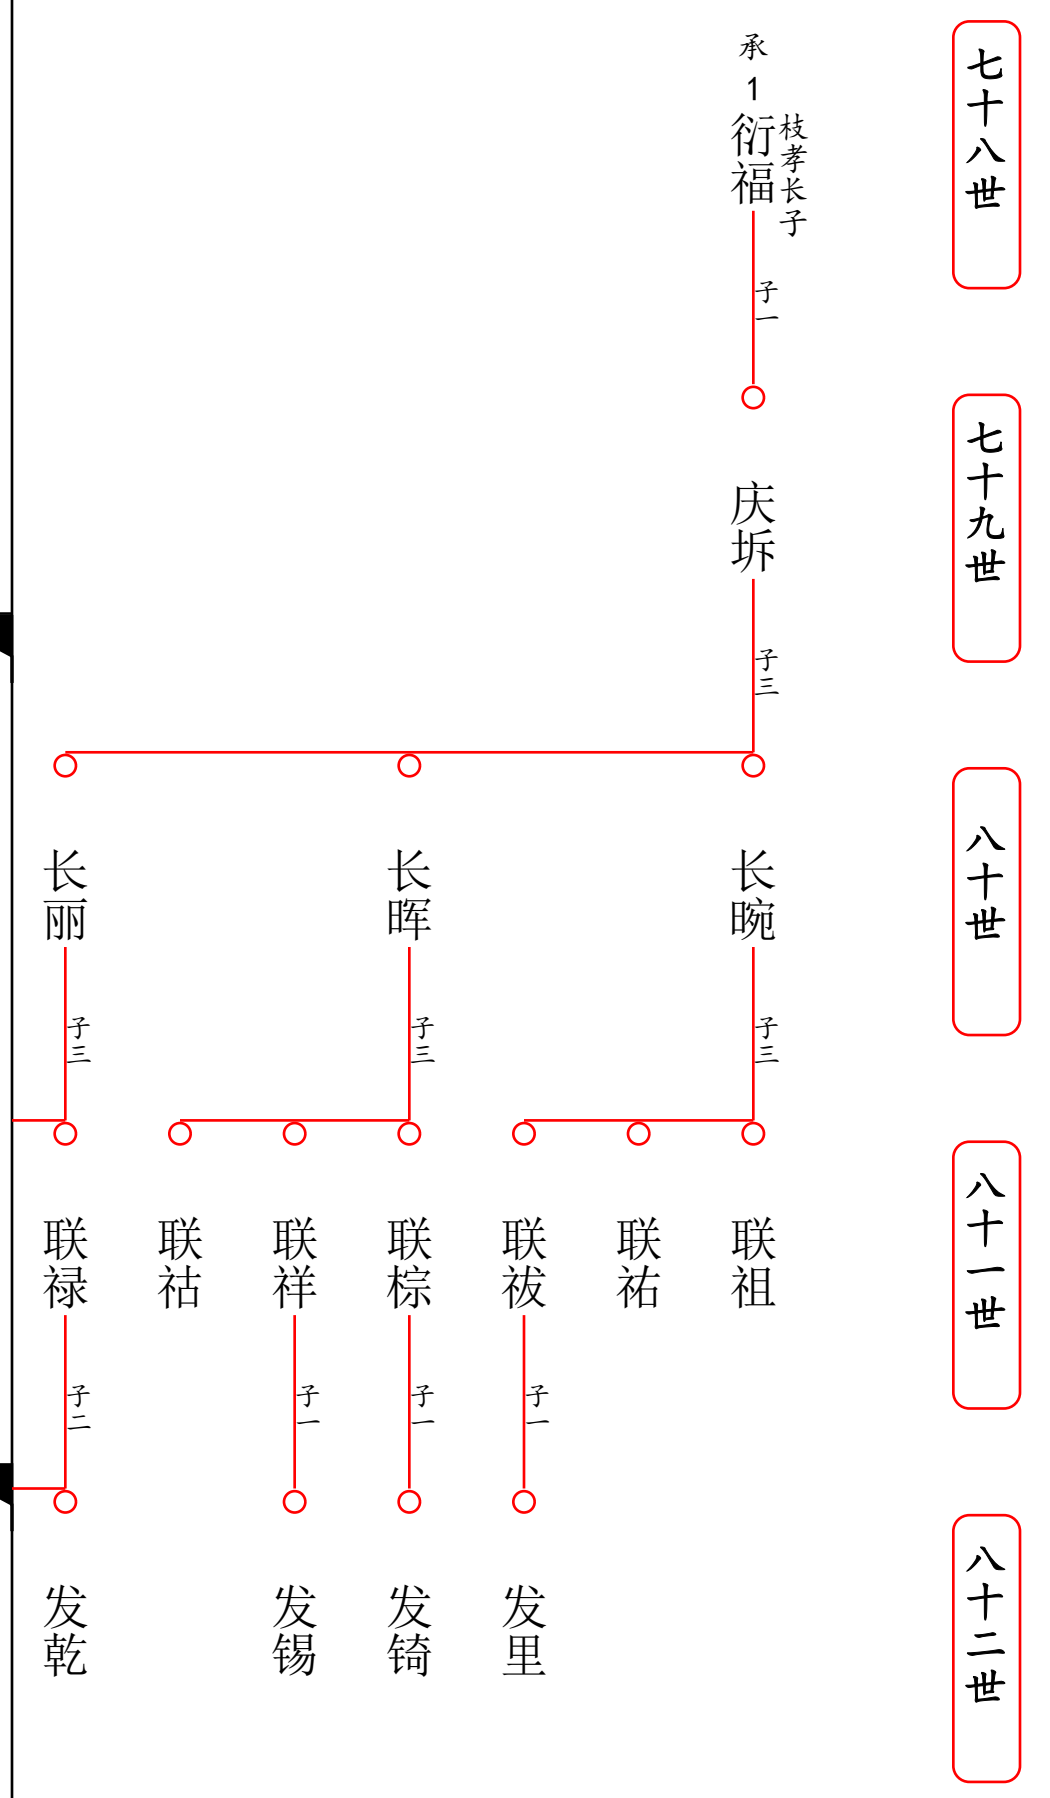 七十八世
承
1
衍福
枝孝长子
子一
七十九世
庆坼
子三
八十世
长晼
长晖
长丽
子三
子三
子三
八十一世
联祖
联祐
联祓
联棕
联祥
联祜
联禄
子一
子一
子一
子二
八十二世
发里
发锜
发锡
发乾